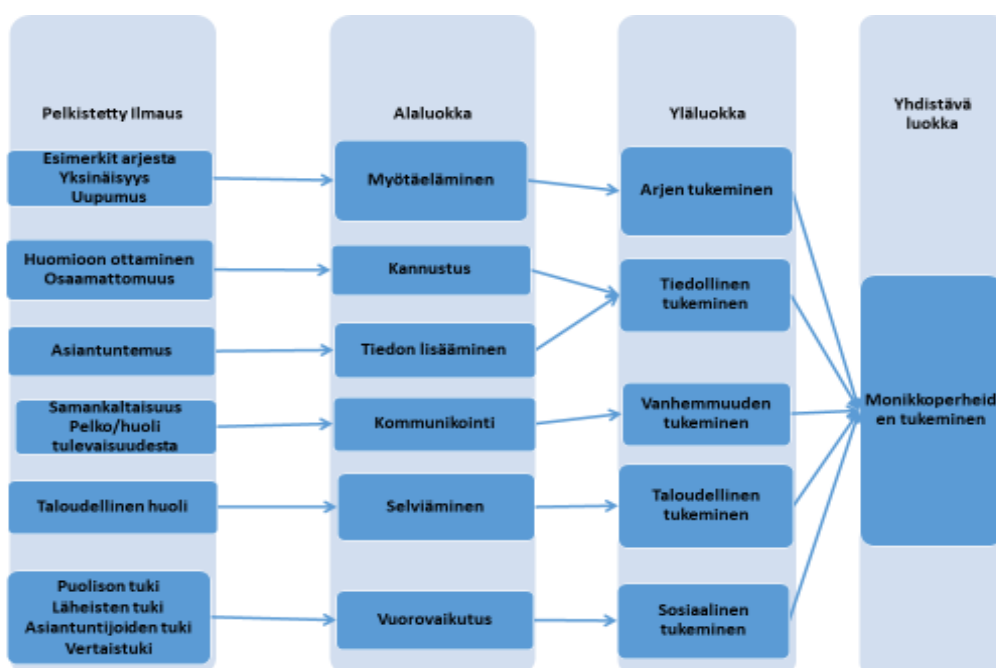 Pelkistetty Ilmaus
Esimerkit arjesta
Yksinäisyys
Uupumus
Huomioon ottaminen
Osaamattomuus
Asiantuntemus
Samankaltaisuus
Pelko/huoli
tulevaisuudesta
Taloudellinen huoli
Puolison tuki
Läheisten tuki
Asiantuntijoiden tuki
Vertaistuki
Alaluokka
Myötäeläminen
Kannustus
Tiedon lisääminen
Kommunikointi
Selviäminen
Vuorovaikutus
Yläluokka
Arjen tukeminen
Tiedollinen
tukeminen
Vanhemmuuden
tukeminen
Taloudellinen
tukeminen
Sosiaalinen
tukeminen
Yhdistävä
luokka
Monikkoperheid
en tukeminen